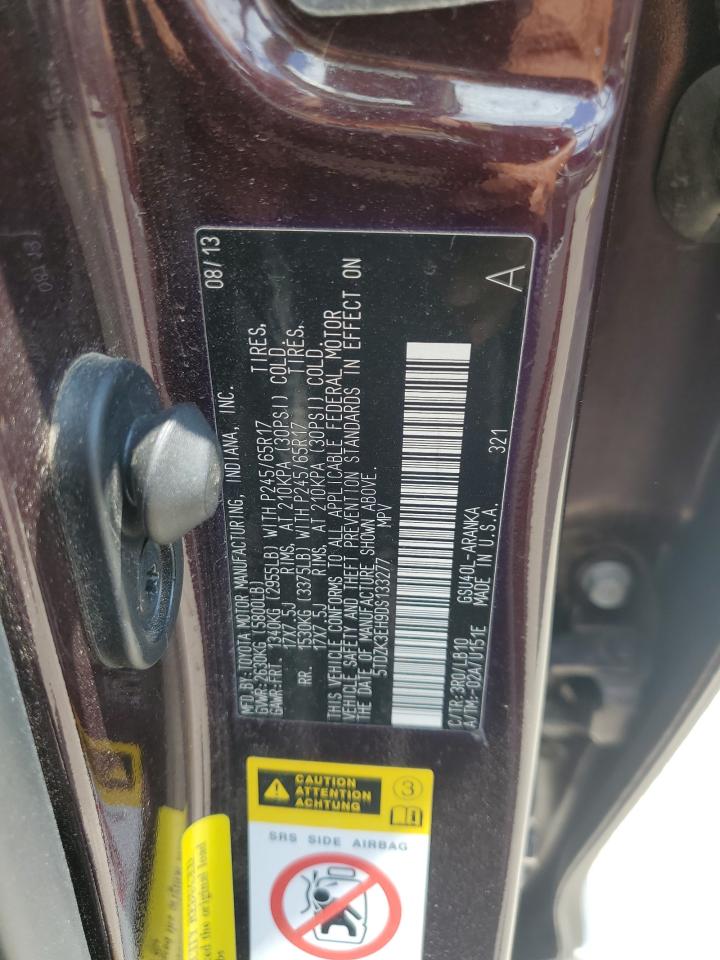 MFD. BY: TOYOTA MOTOR MANUFACTURING, INDIANA, INC. 08/13
GVWR: 2630KG (5800LB)
GAWR: FRT. 1340KG (2955LB) WITH P245/65R17 TIRES,
17X7.5J RIMS, AT 210KPA (30PSI) COLD.
RR. 1530KG (3375LB) WITH P245/65R17 TIRES,
17X7.5J RIMS, AT 210KPA (30PSI) COLD.
THIS VEHICLE CONFORMS TO ALL APPLICABLE FEDERAL MOTOR
VEHICLE SAFETY AND THEFT PREVENTION STANDARDS IN EFFECT ON
THE DATE OF MANUFACTURE SHOWN ABOVE.
5TDZK3EH9DS133277 MPV
C/TR: 3R0/LB10 GSU40L-ARANKA 321
A/TM: -02A/U151E MADE IN U.S.A. A
CAUTION
ATTENTION
ACHTUNG
3
SRS SIDE AIRBAG
REDUCED
the original load